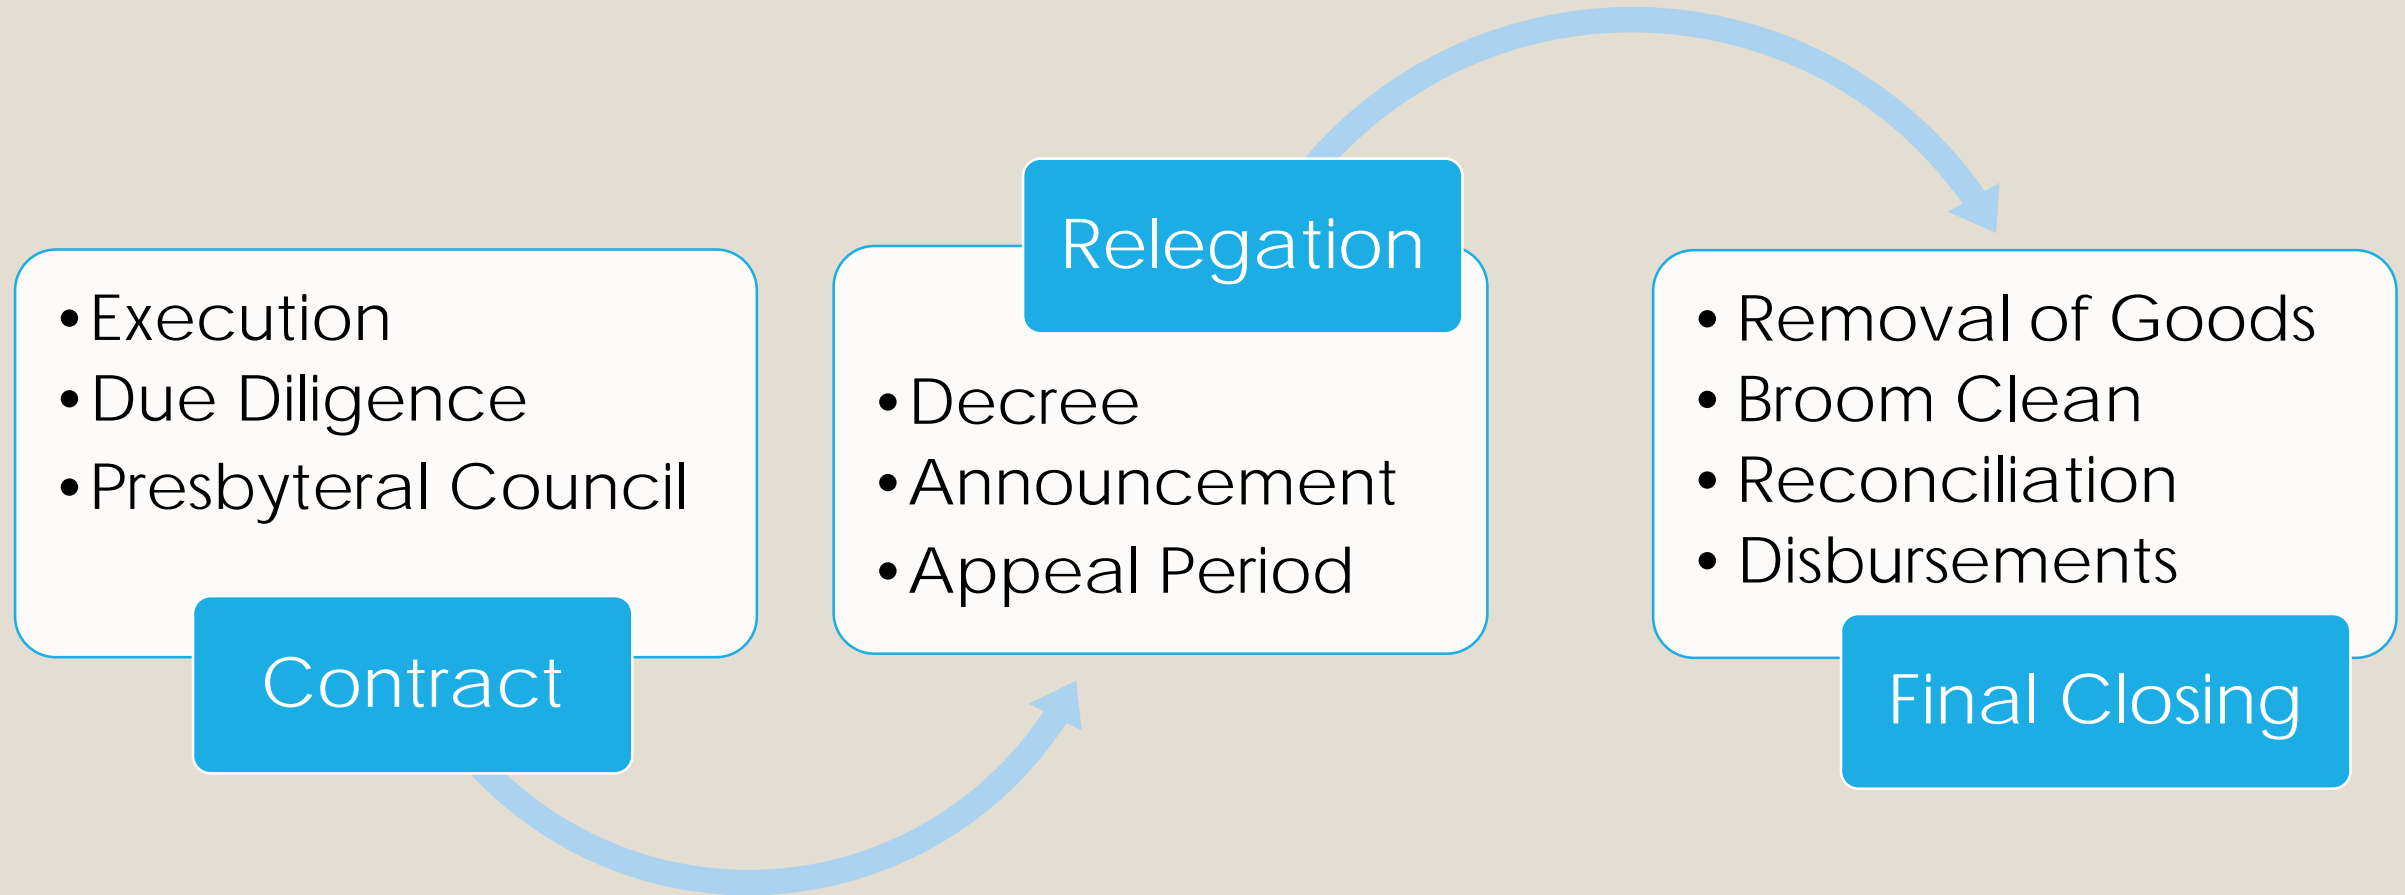 •Execution
•Due Diligence
•Presbyteral Council
Contract
Relegation
•Decree
•Announcement
•Appeal Period
• Removal of Goods
• Broom Clean
• Reconciliation
• Disbursements
Final Closing